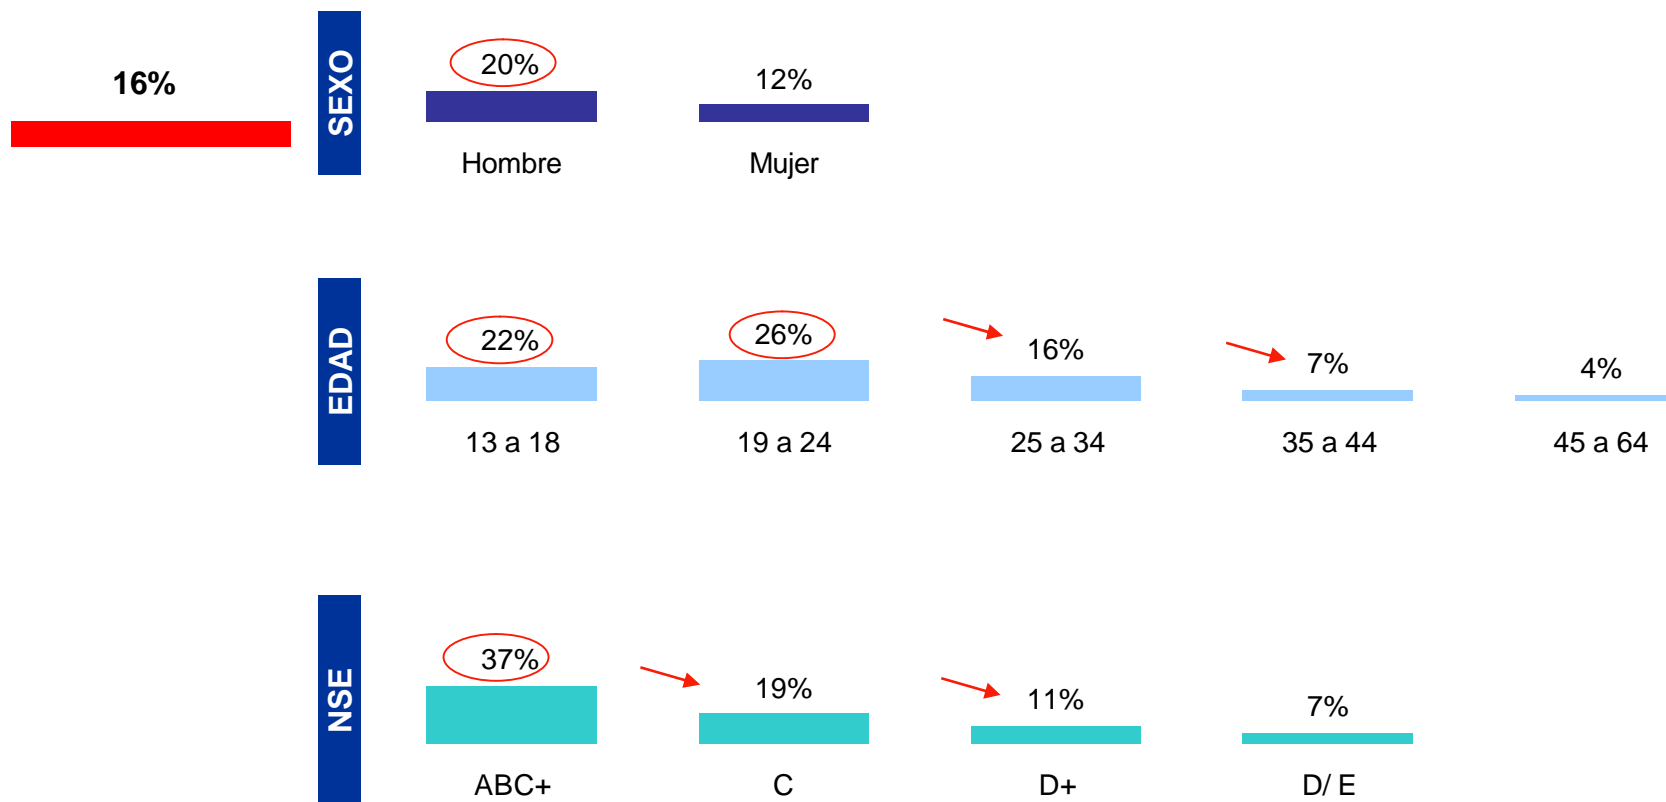 16%
SEXO
20%
12%
Hombre
Mujer
EDAD
22%
26%
16%
7%
4%
13 a 18
19 a 24
25 a 34
35 a 44
45 a 64
NSE
37%
19%
11%
7%
ABC+
C
D+
D/ E